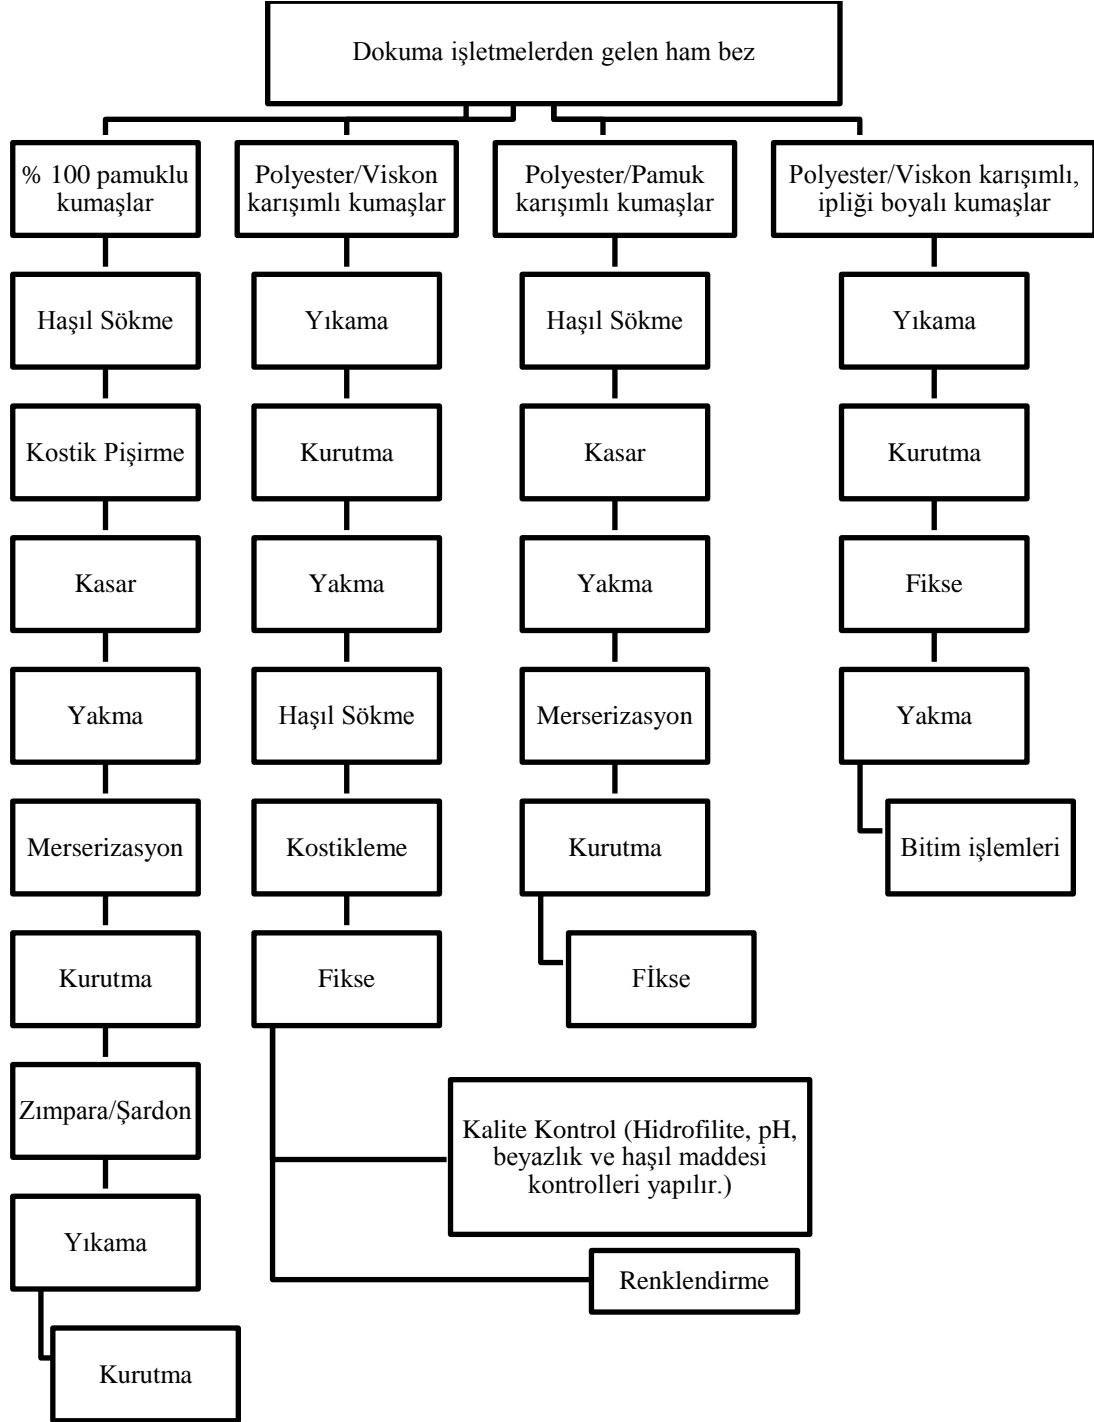 Dokuma işletmelerden gelen ham bez
% 100 pamuklu
kumaşlar
Haşıl Sökme
Kostik Pişirme
Kasar
Yakma
Merserizasyon
Kurutma
Zımpara/Şardon
Yıkama
Kurutma
Polyester/Viskon
karışımlı kumaşlar
Yıkama
Kurutma
Yakma
Haşıl Sökme
Kostikleme
Fikse
Kalite Kontrol (Hidrofilite, pH,
beyazlık ve haşıl maddesi
kontrolleri yapılır.)
Renklendirme
Polyester/Pamuk
karışımlı kumaşlar
Haşıl Sökme
Kasar
Yakma
Merserizasyon
Kurutma
Fİkse
Polyester/Viskon karışımlı,
ipliği boyalı kumaşlar
Yıkama
Kurutma
Fikse
Yakma
Bitim işlemleri